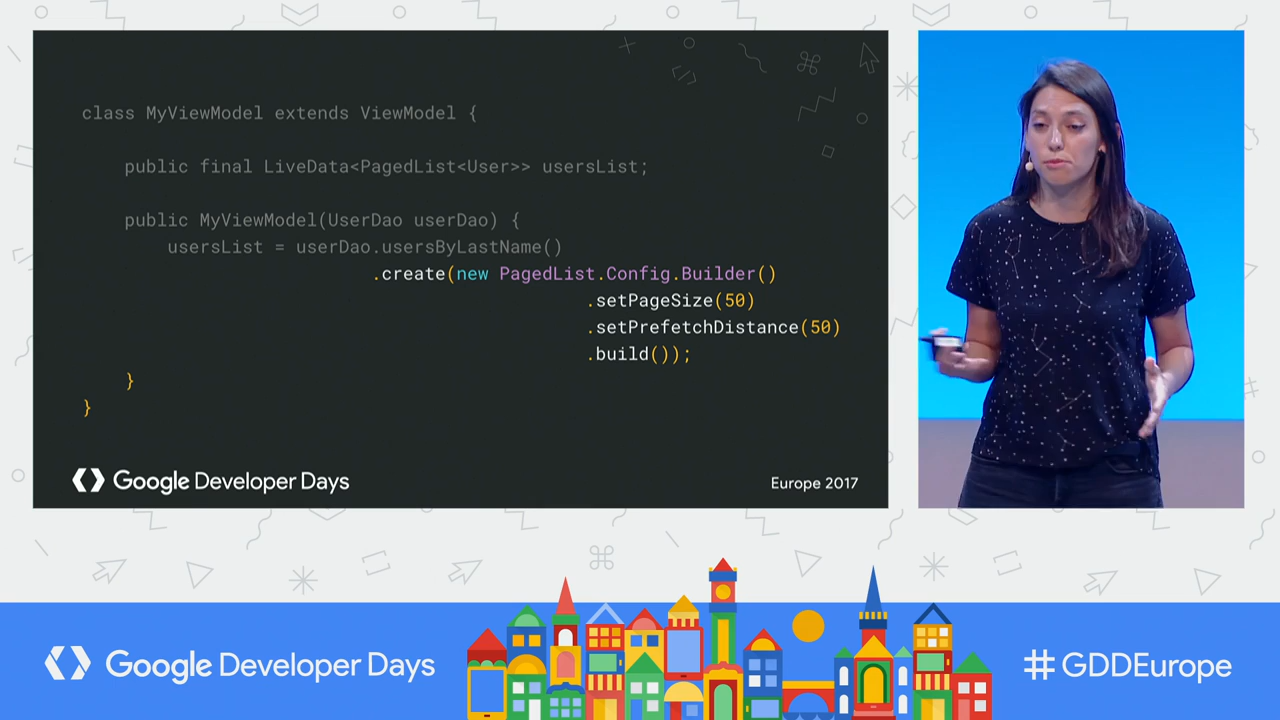 class MyViewModel extends ViewModel {
public final LiveData<PagedList<User>> usersList;
public MyViewModel(UserDao userDao) {
usersList = userDao.usersByLastName()
.create(new PagedList.Config.Builder()
.setPageSize(50)
.setPrefetchDistance(50)
.build());
}
}
Google Developer Days
Europe 2017
Google Developer Days
#GDDEurope